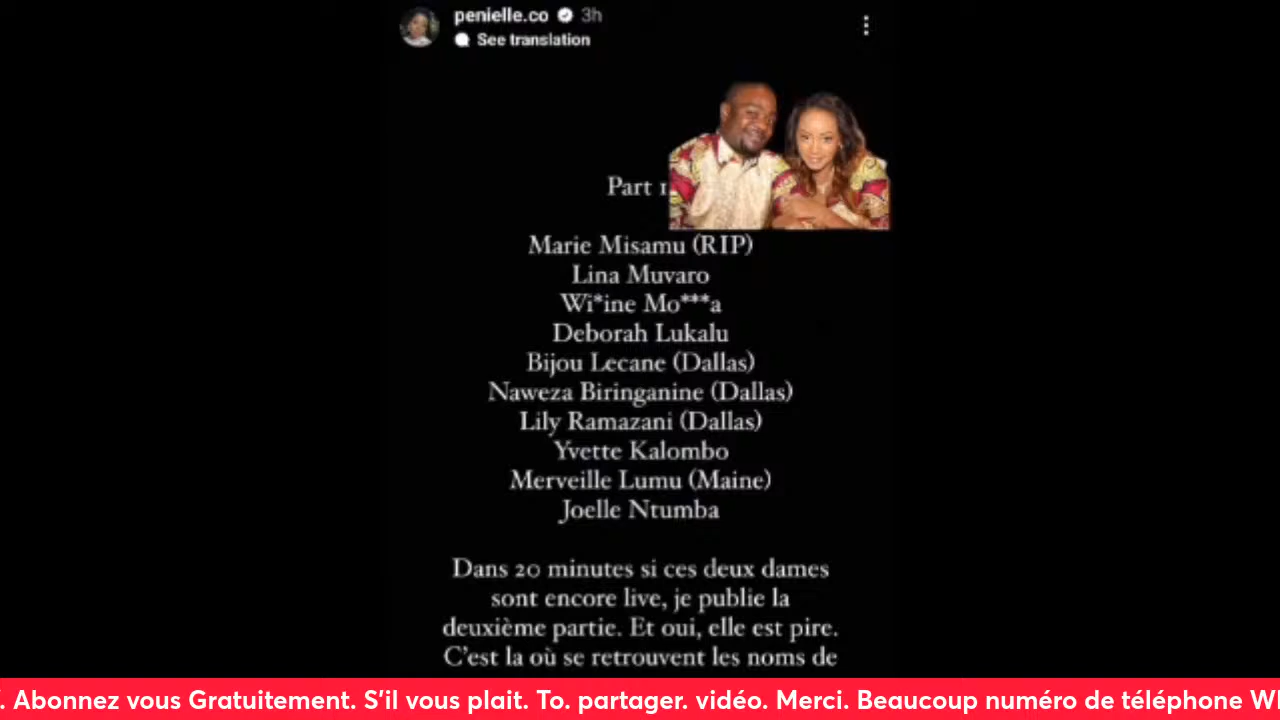 penielle.co 3h
See translation
Part 1
Marie Misamu (RIP)
Lina Muvaro
Wi*ine Mo***a
Deborah Lukalu
Bijou Lecane (Dallas)
Naweza Biringanine (Dallas)
Lily Ramazani (Dallas)
Yvette Kalombo
Merveille Lumu (Maine)
Joelle Ntumba
Dans 20 minutes si ces deux dames
sont encore live, je publie la
deuxième partie. Et oui, elle est pire.
C'est la où se retrouvent les noms de
. Abonnez vous Gratuitement. S'il vous plait. To. partager. vidéo. Merci. Beaucoup numéro de téléphone